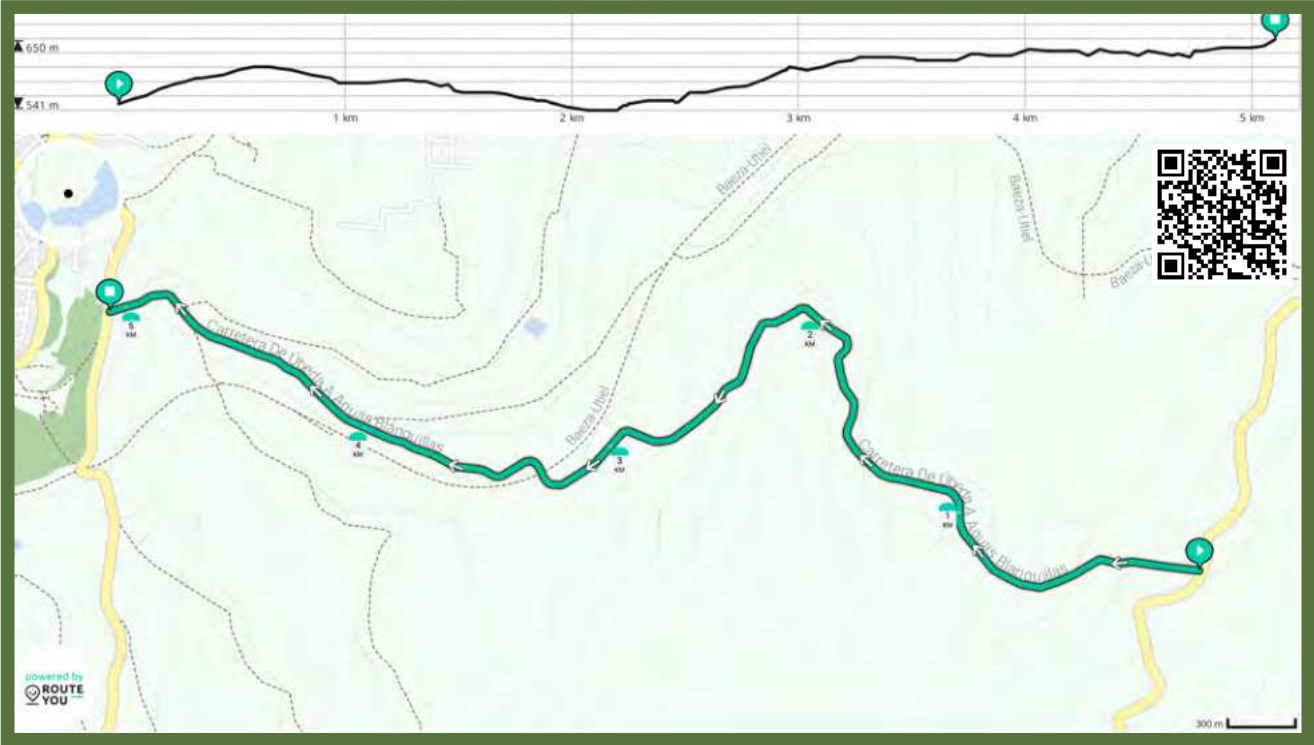 650 m
541 m
1 km
2 km
3 km
4 km
5 km
Baeza-Utiel
Baeza-Utiel
5
KM
Carretera De Úbeda A Aguas Blanquillas
2
KM
Baeza-Utiel
4
KM
3
KM
Carretera De Úbeda A Aguas Blanquillas
1
KM
powered by
ROUTE
YOU
300 m